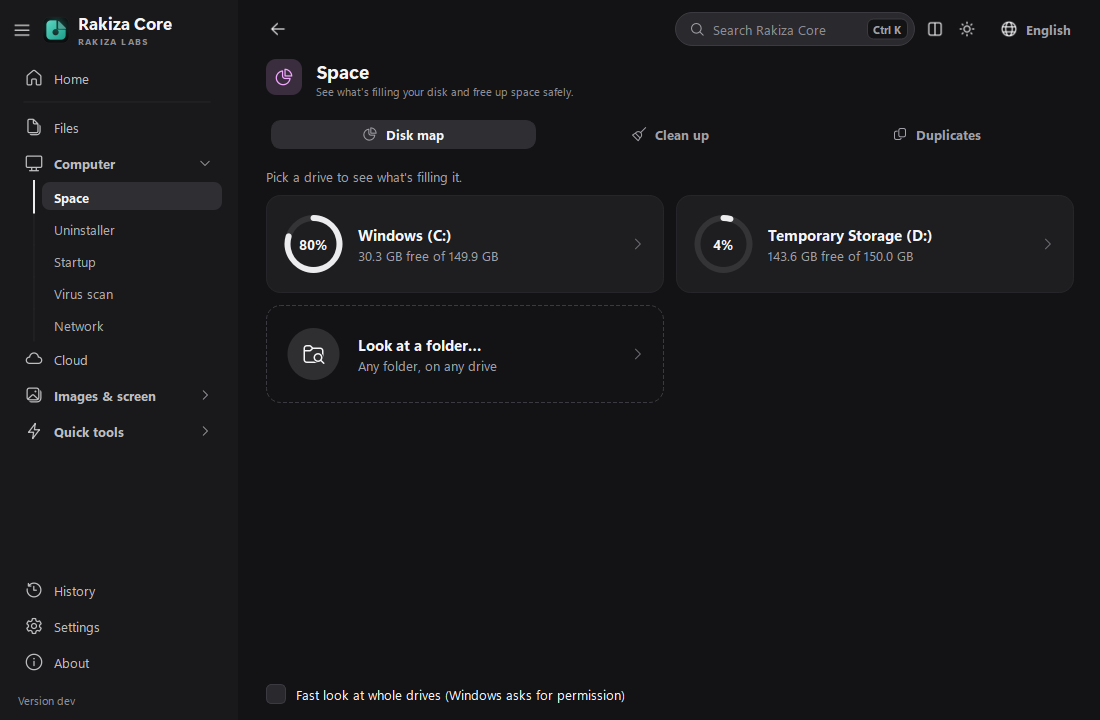 Rakiza Core
RAKIZA LABS
Home
Files
Computer
Space
Uninstaller
Startup
Virus scan
Network
Cloud
Images & screen
Quick tools
History
Settings
About
Version dev
Search Rakiza Core
Ctrl K
English
Space
See what's filling your disk and free up space safely.
Disk map
Clean up
Duplicates
Pick a drive to see what's filling it.
80%
Windows (C:)
30.3 GB free of 149.9 GB
4%
Temporary Storage (D:)
143.6 GB free of 150.0 GB
Look at a folder...
Any folder, on any drive
Fast look at whole drives (Windows asks for permission)